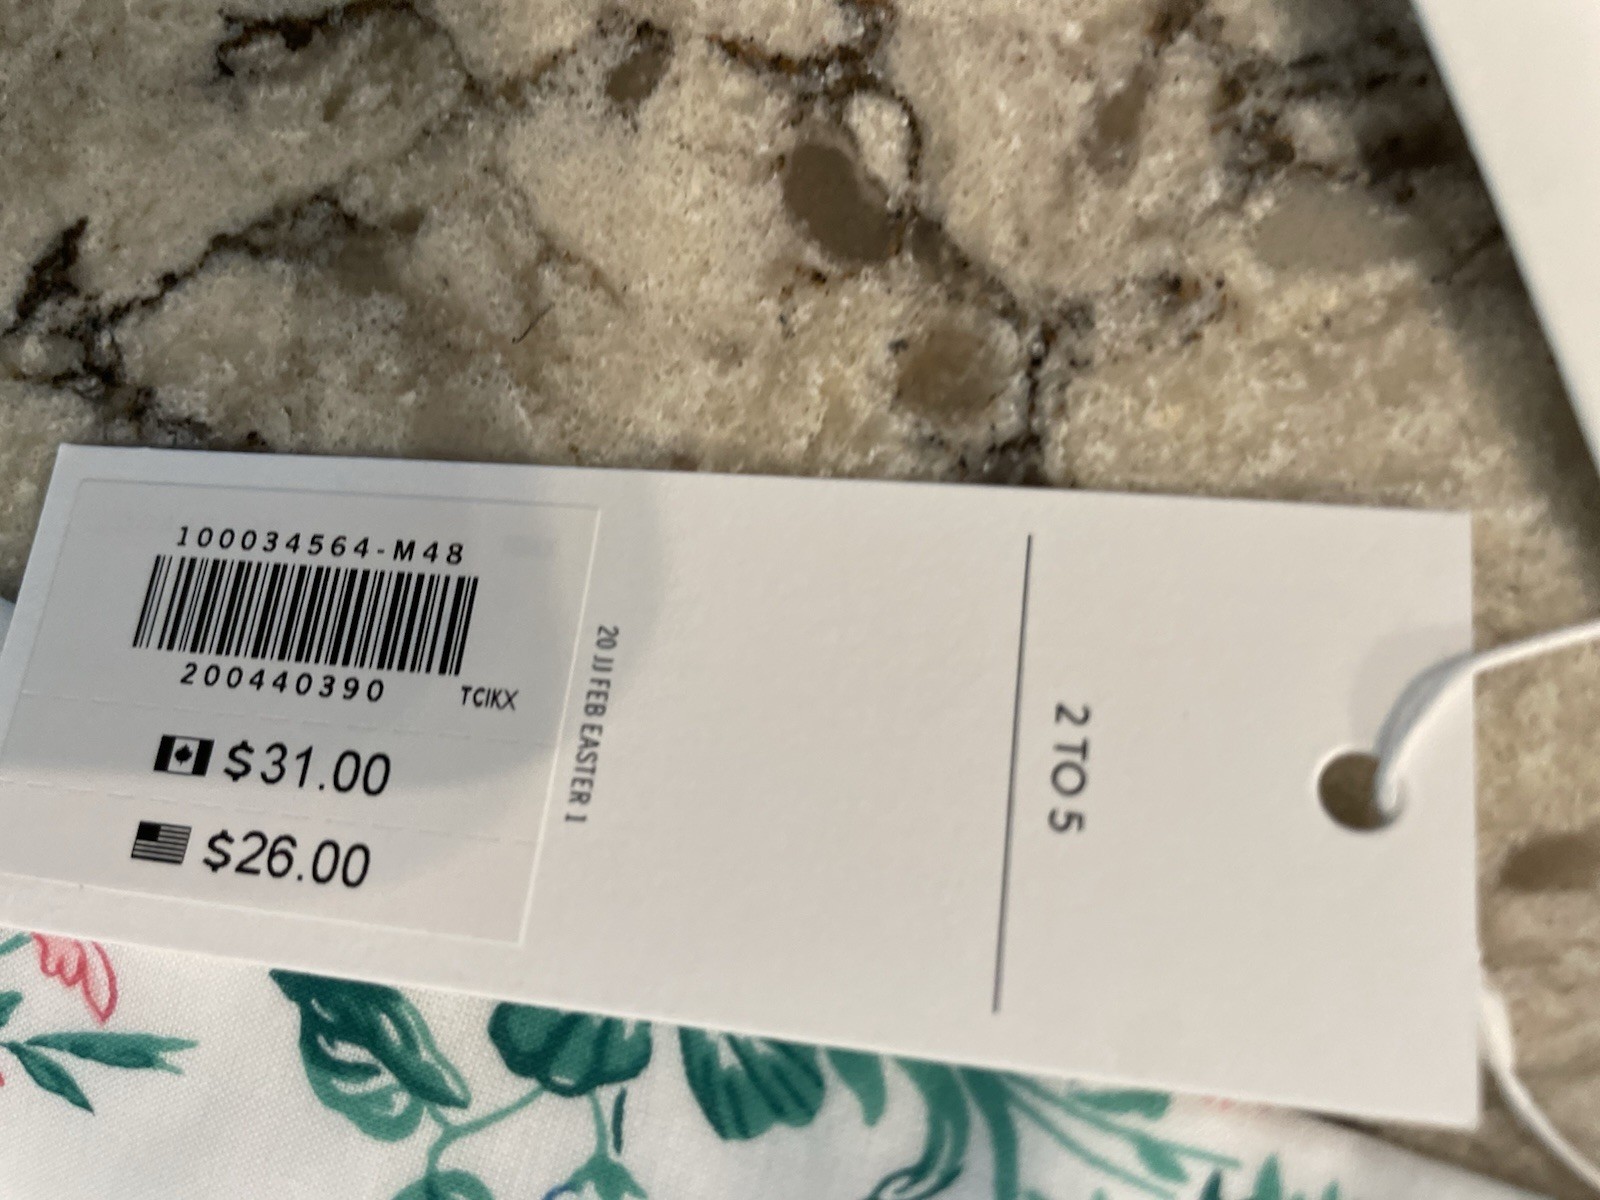 100034564-M48
200440390
TCIKX
$31.00
$26.00
20 JJ FEB EASTER 1
2 TO 5